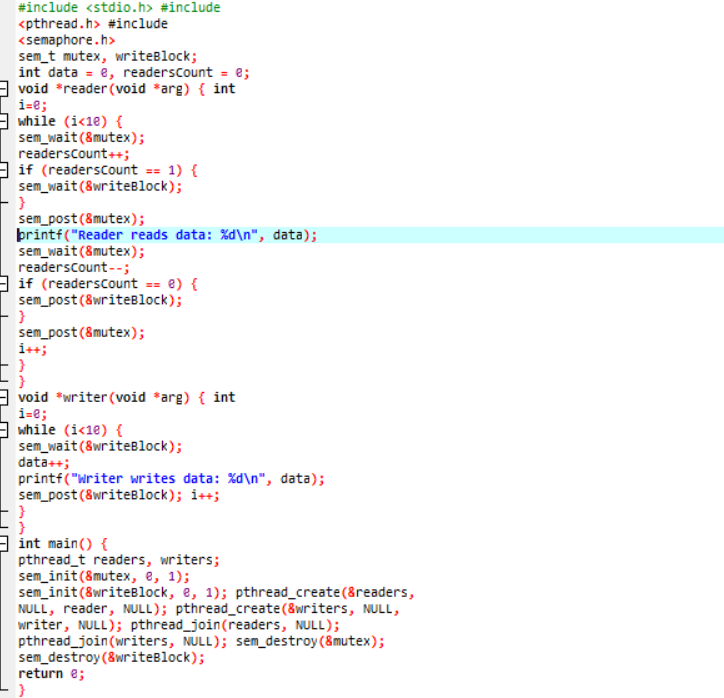 #include <stdio.h> #include
<pthread.h> #include
<semaphore.h>
sem_t mutex, writeBlock;
int data = 0, readersCount = 0;
void *reader(void *arg) { int
i=0;
while (i<10) {
sem_wait(&mutex);
readersCount++;
if (readersCount == 1) {
sem_wait(&writeBlock);
}
sem_post(&mutex);
printf("Reader reads data: %d\n", data);
sem_wait(&mutex);
readersCount--;
if (readersCount == 0) {
sem_post(&writeBlock);
}
sem_post(&mutex);
i++;
}
}
void *writer(void *arg) { int
i=0;
while (i<10) {
sem_wait(&writeBlock);
data++;
printf("Writer writes data: %d\n", data);
sem_post(&writeBlock); i++;
}
}
int main() {
pthread_t readers, writers;
sem_init(&mutex, 0, 1);
sem_init(&writeBlock, 0, 1); pthread_create(&readers,
NULL, reader, NULL); pthread_create(&writers, NULL,
writer, NULL); pthread_join(readers, NULL);
pthread_join(writers, NULL); sem_destroy(&mutex);
sem_destroy(&writeBlock);
return 0;
}